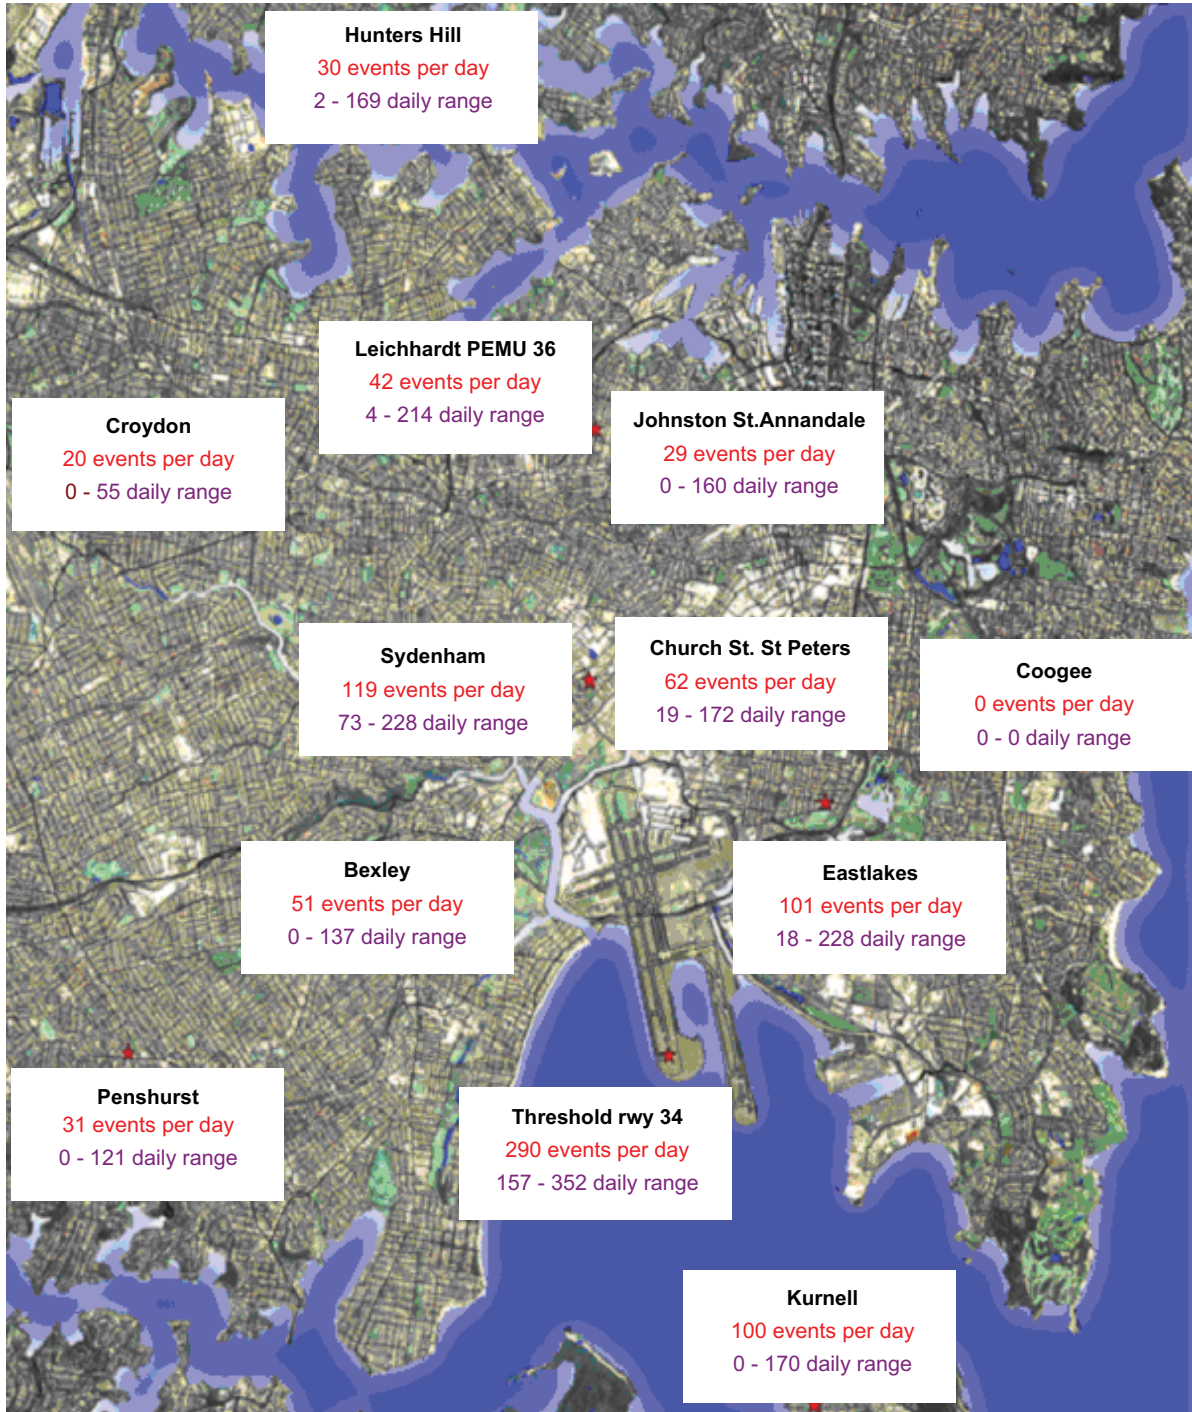 Hunters Hill
30 events per day
2 - 169 daily range
Leichhardt PEMU 36
42 events per day
4 - 214 daily range
Croydon
20 events per day
0 - 55 daily range
Johnston St.Annandale
29 events per day
0 - 160 daily range
Sydenham
119 events per day
73 - 228 daily range
Church St. St Peters
62 events per day
19 - 172 daily range
Coogee
0 events per day
0 - 0 daily range
Bexley
51 events per day
0 - 137 daily range
Eastlakes
101 events per day
18 - 228 daily range
Penshurst
31 events per day
0 - 121 daily range
Threshold rwy 34
290 events per day
157 - 352 daily range
Kurnell
100 events per day
0 - 170 daily range